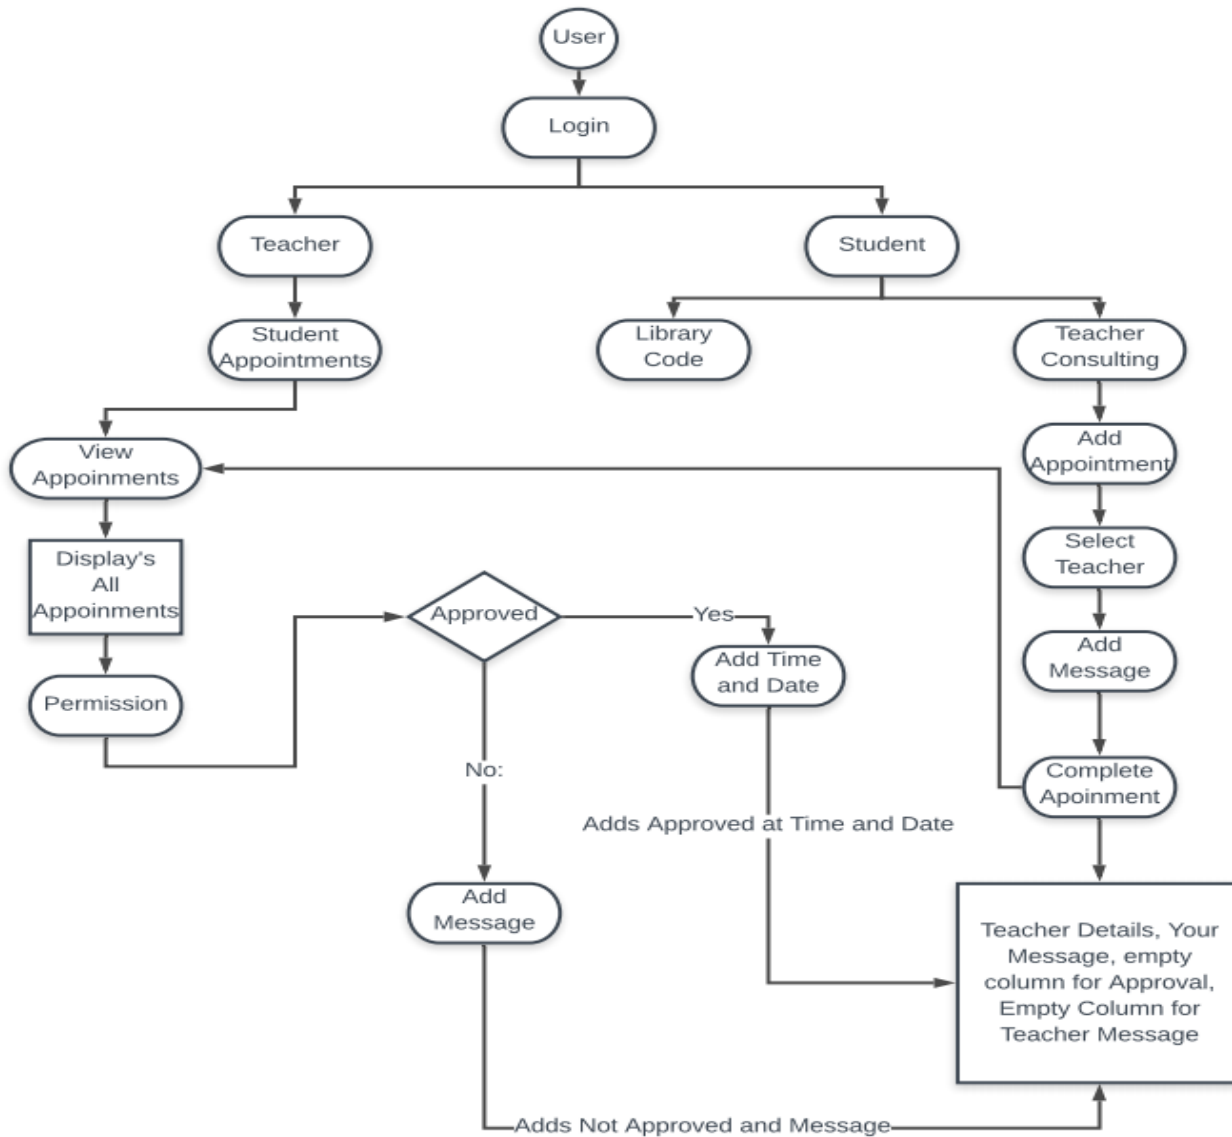 User
Login
Teacher
Student
Student
Appointments
Library
Code
Teacher
Consulting
View
Appoinments
Add
Appointment
Display's
All
Appoinments
Select
Teacher
Approved
Yes
Add Time
and Date
Add
Message
Permission
No:
Complete
Apoinment
Adds Approved at Time and Date
Add
Message
Teacher Details, Your
Message, empty
column for Approval,
Empty Column for
Teacher Message
Adds Not Approved and Message